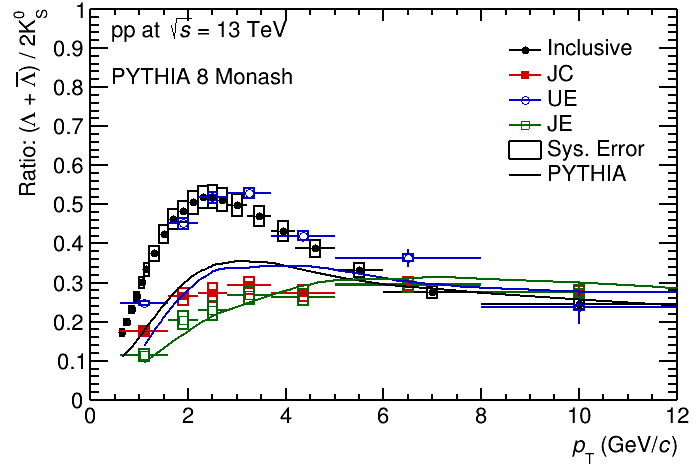 Ratio: (Λ + Λ̅) / 2K⁰_S
1
0.9
0.8
0.7
0.6
0.5
0.4
0.3
0.2
0.1
0
pp at √s = 13 TeV
PYTHIA 8 Monash
Inclusive
JC
UE
JE
Sys. Error
PYTHIA
0 2 4 6 8 10 12
p_T (GeV/c)